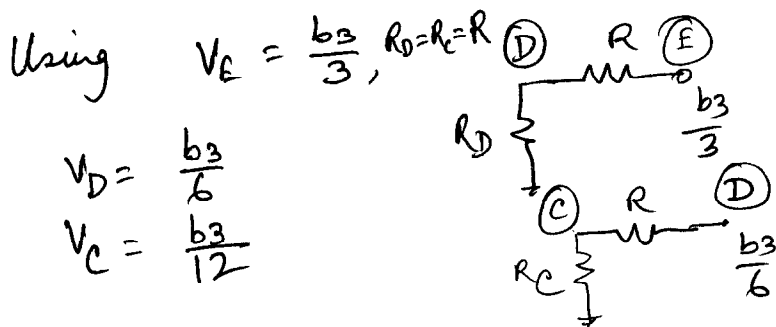 Using V_E = b3/3, R_D=R_C=R
V_D = b3/6
V_C = b3/12
D R E
R_D b3/3
C R D
R_C b3/6